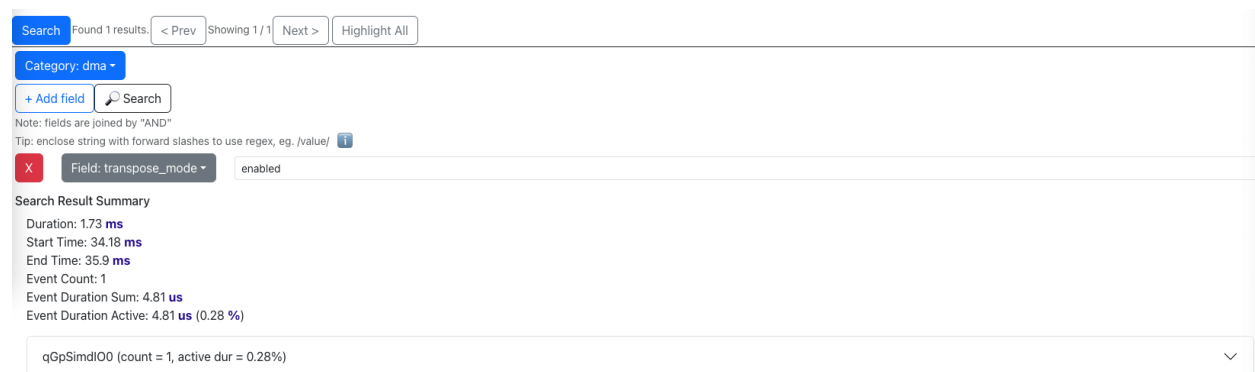 Search Found 1 results. < Prev Showing 1 / 1 Next > Highlight All
Category: dma
+ Add field 🔎 Search
Note: fields are joined by "AND"
Tip: enclose string with forward slashes to use regex, eg. /value/ ℹ️
X Field: transpose_mode enabled
Search Result Summary
Duration: 1.73 ms
Start Time: 34.18 ms
End Time: 35.9 ms
Event Count: 1
Event Duration Sum: 4.81 us
Event Duration Active: 4.81 us (0.28 %)
qGpSimdIO0 (count = 1, active dur = 0.28%)